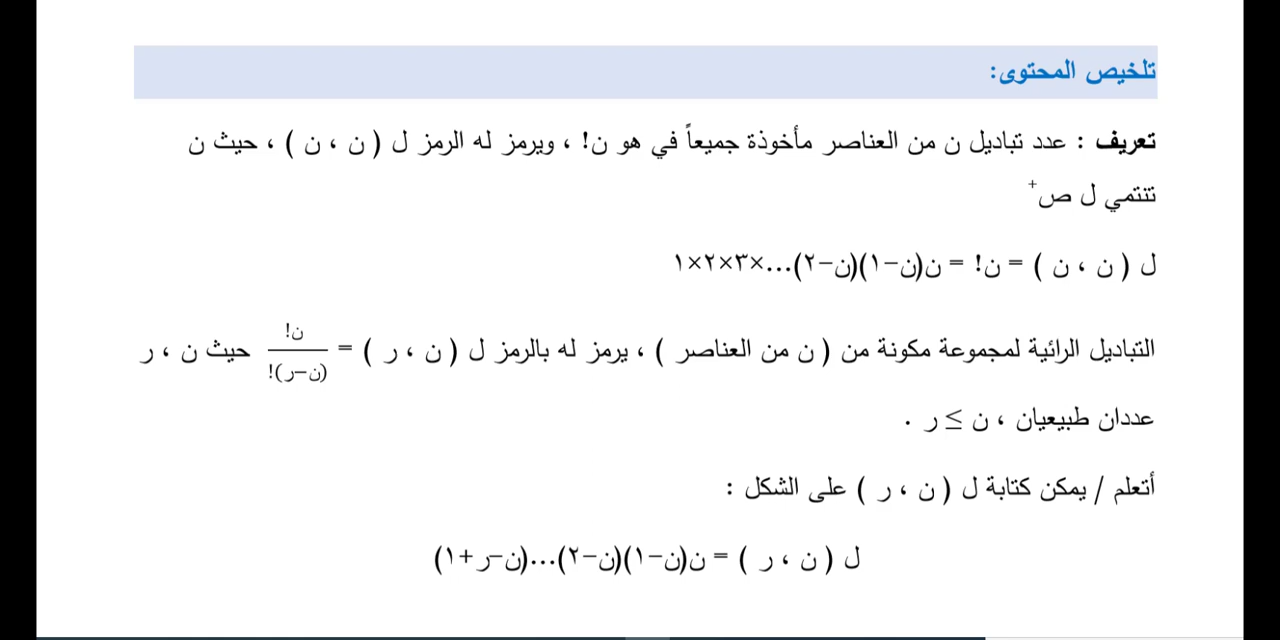 تلخيص المحتوى:
تعريف : عدد تباديل ن من العناصر مأخوذة جميعاً في هو ن! ، ويرمز له الرمز ل ( ن ، ن ) ، حيث ن
تنتمي ل ص+
ل ( ن ، ن ) = ن! = ن(ن-١)(ن-٢)...×٣×٢×١
التباديل الرائية لمجموعة مكونة من ( ن من العناصر ) ، يرمز له بالرمز ل ( ن ، ر ) = ن!/(ن-ر)! حيث ن ، ر
عددان طبيعيان ، ن ≥ ر .
أتعلم / يمكن كتابة ل ( ن ، ر ) على الشكل :
ل ( ن ، ر ) = ن(ن-١)(ن-٢)...(ن-ر+١)